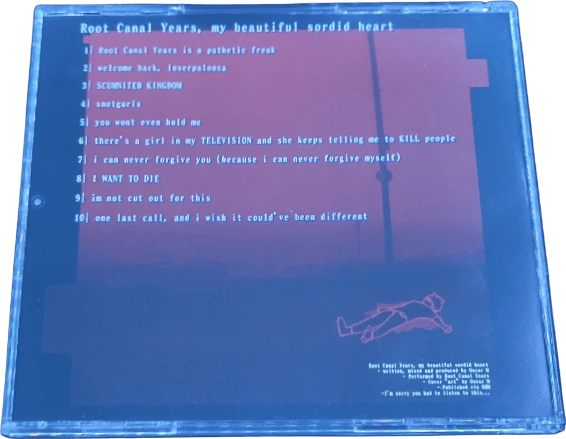 Root Canal Years, my beautiful sordid heart
1| Root Canal Years is a pathetic freak
2| welcome back, loserpalooza
3| SCUMNITED KINGDOM
4| snotgurls
5| you wont even hold me
6| there's a girl in my TELEVISION and she keeps telling me to KILL people
7| i can never forgive you (because i can never forgive myself)
8| I WANT TO DIE
9| im not cut out for this
10| one last call, and i wish it could've been different
Root Canal Years, my beautiful sordid heart
- written, mixed and produced by Oscar
- Performed by Root Canal Years
- Cover "art" by Oscar
-Published via
-I'm sorry you had to listen to this...